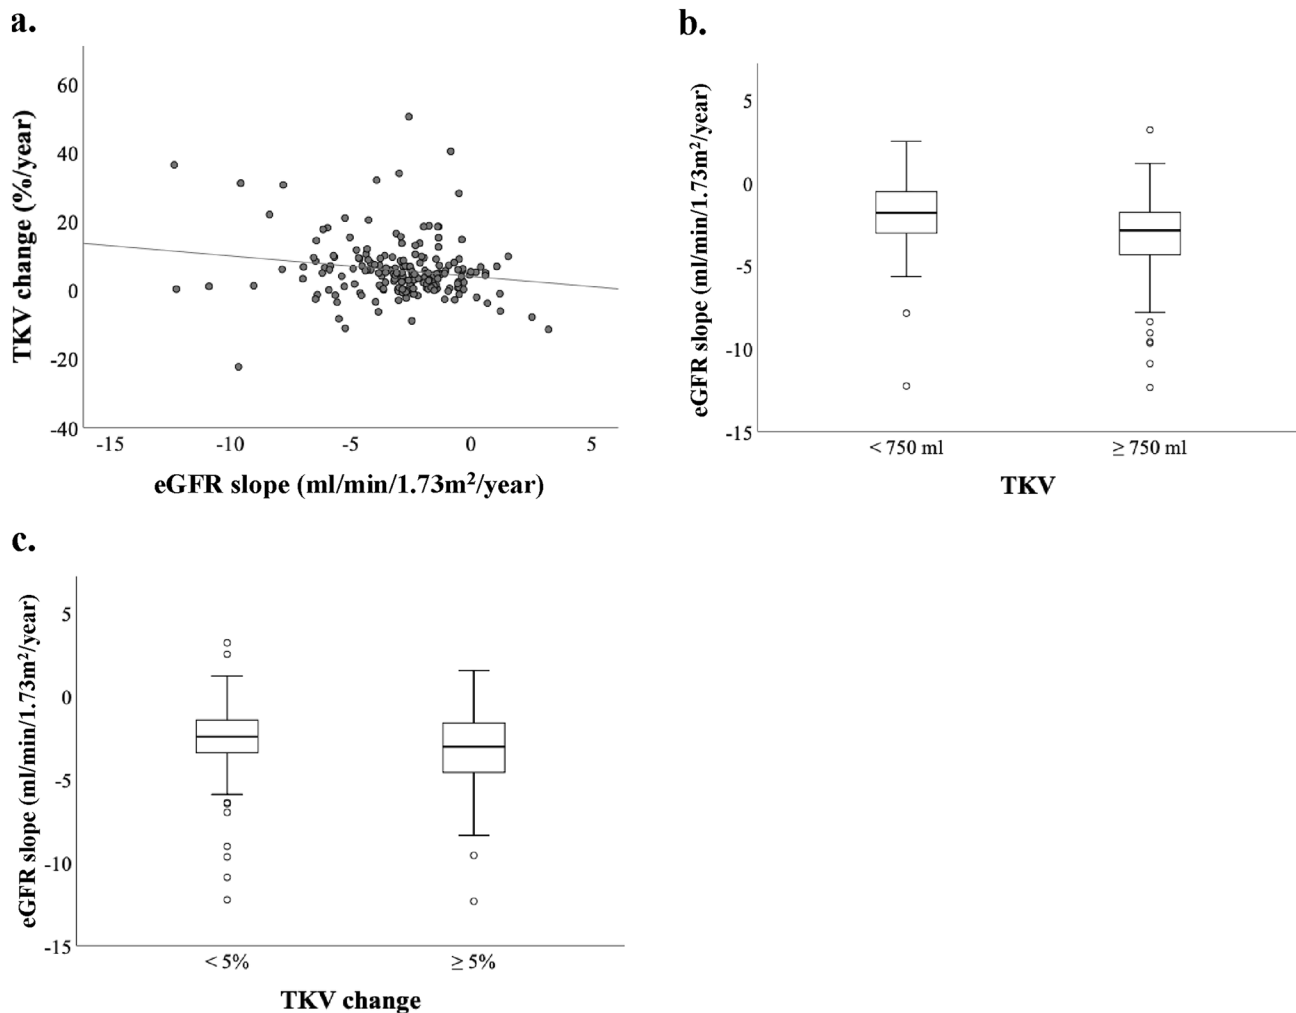 a.
TKV change (%/year)
60
40
20
0
-20
-40
-15 -10 -5 0 5
eGFR slope (ml/min/1.73m²/year)
b.
eGFR slope (ml/min/1.73m²/year)
5
0
-5
-10
-15
< 750 ml ≥ 750 ml
TKV
c.
eGFR slope (ml/min/1.73m²/year)
5
0
-5
-10
-15
< 5% ≥ 5%
TKV change